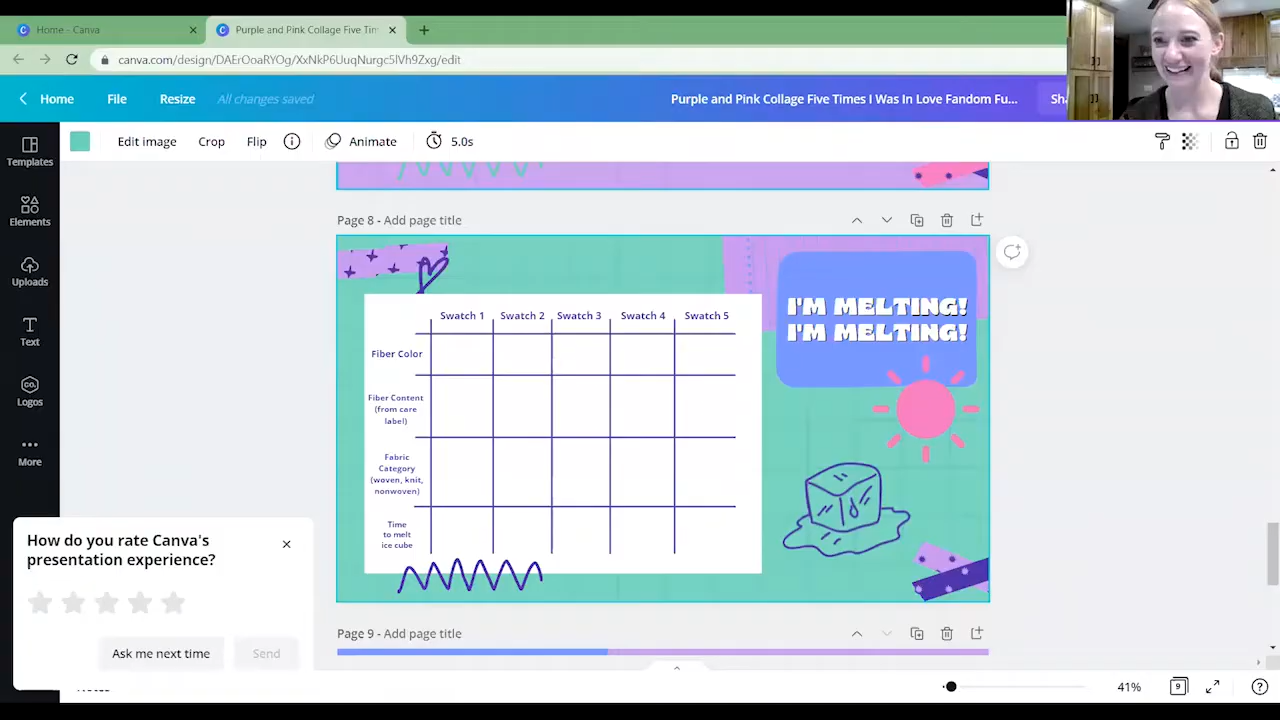 Home - Canva
Purple and Pink Collage Five Tim
canva.com/design/DAErOoaRYOg/XxNkP6UuqNurgc5lVh9Zxg/edit
Home
File
Resize
All changes saved
Purple and Pink Collage Five Times I Was In Love Fandom Fu...
Sh
Templates
Edit image
Crop
Flip
Animate
5.0s
Elements
Uploads
Text
Logos
More
Page 8 - Add page title
I'M MELTING!
I'M MELTING!
Swatch 1 Swatch 2 Swatch 3 Swatch 4 Swatch 5
Fiber Color
Fiber Content
(from care
label)
Fabric
Category
(woven, knit,
nonwoven)
Time
to melt
ice cube
How do you rate Canva's
presentation experience?
Ask me next time
Send
Page 9 - Add page title
41%
9